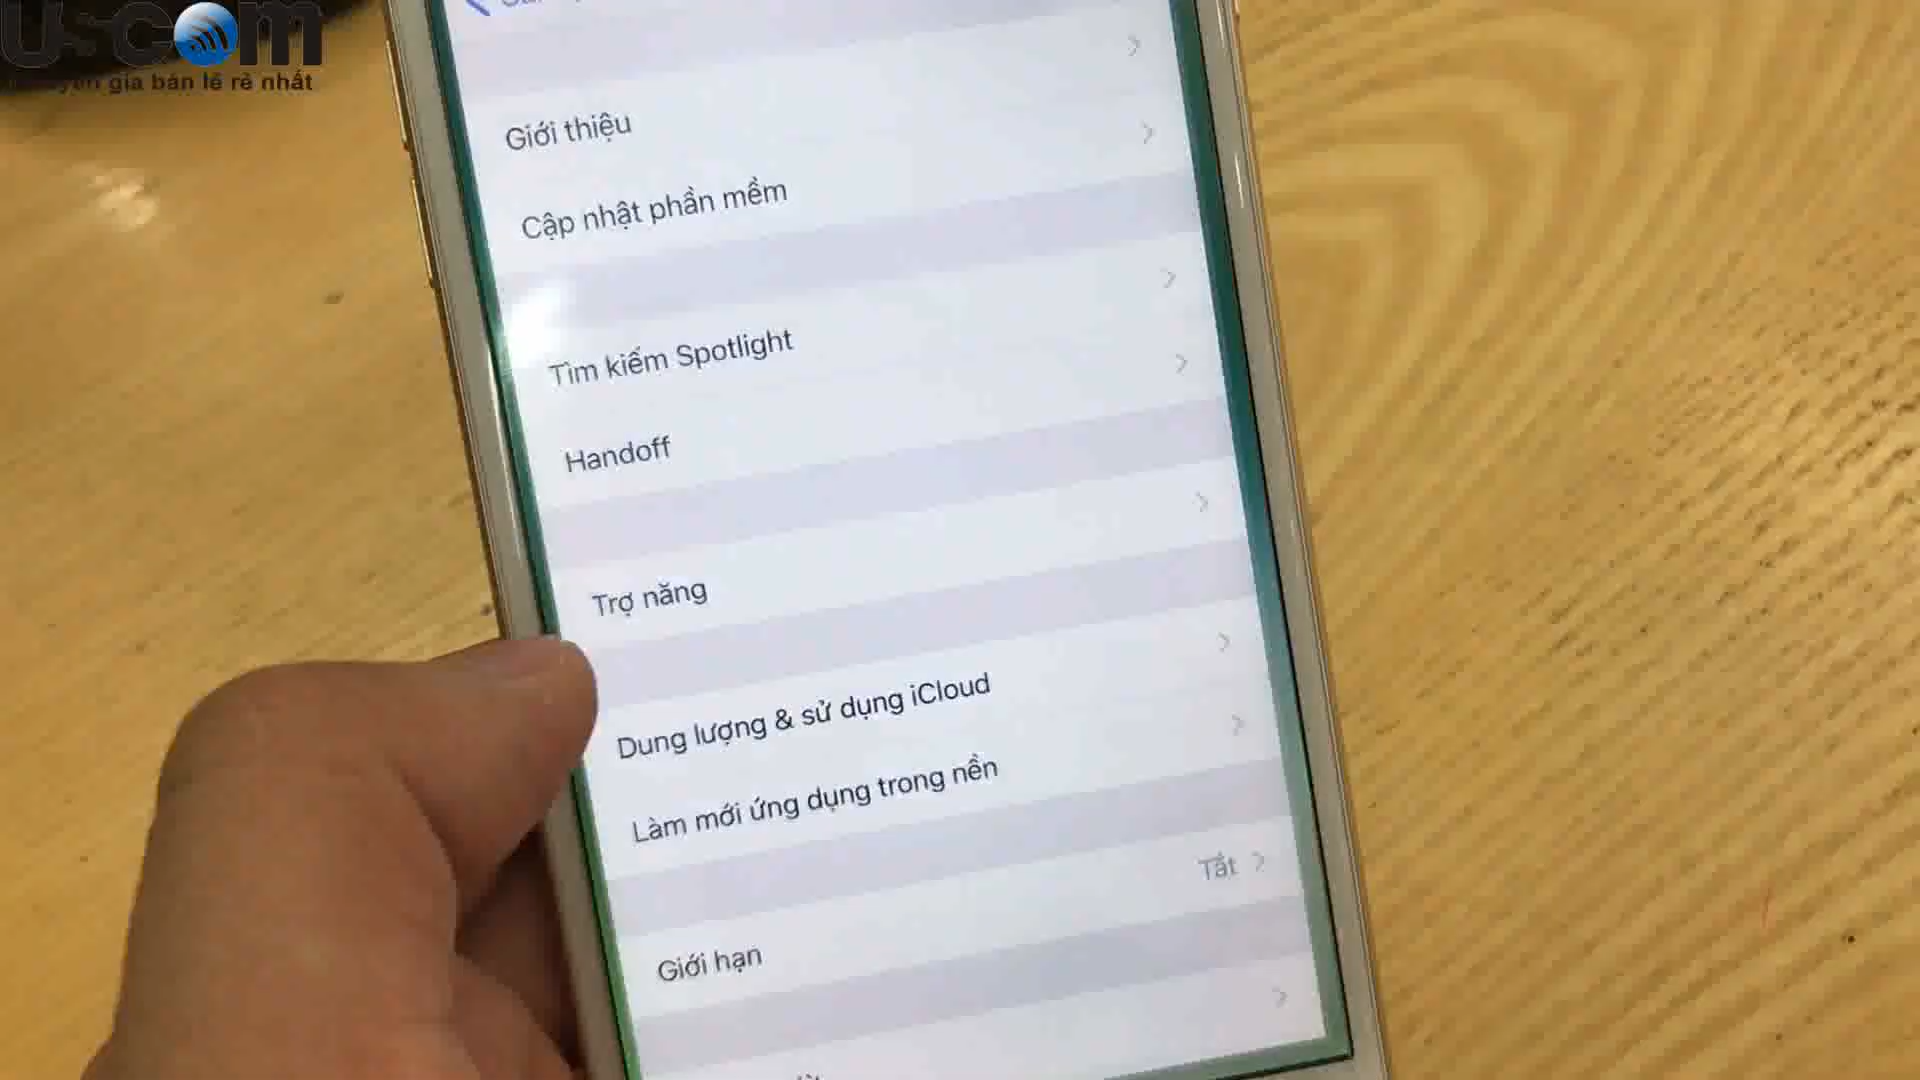 uscom
gia bán lẻ rẻ nhất
Giới thiệu
Cập nhật phần mềm
Tìm kiếm Spotlight
Handoff
Trợ năng
Dung lượng & sử dụng iCloud
Làm mới ứng dụng trong nền
Giới hạn
Tắt